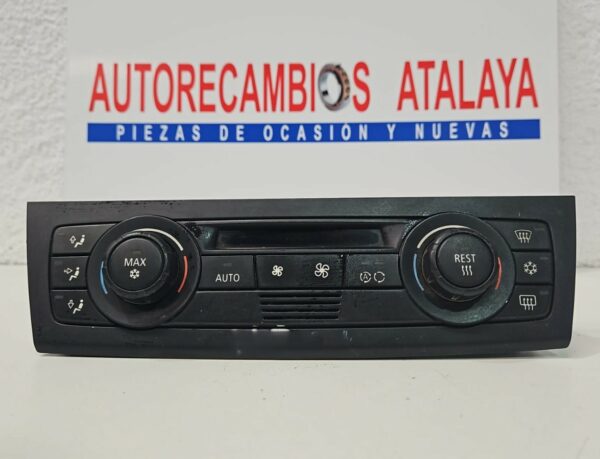 AUTORECAMBIOS ATALAYA
PIEZAS DE OCASIÓN Y NUEVAS
MAX
AUTO
REST
A